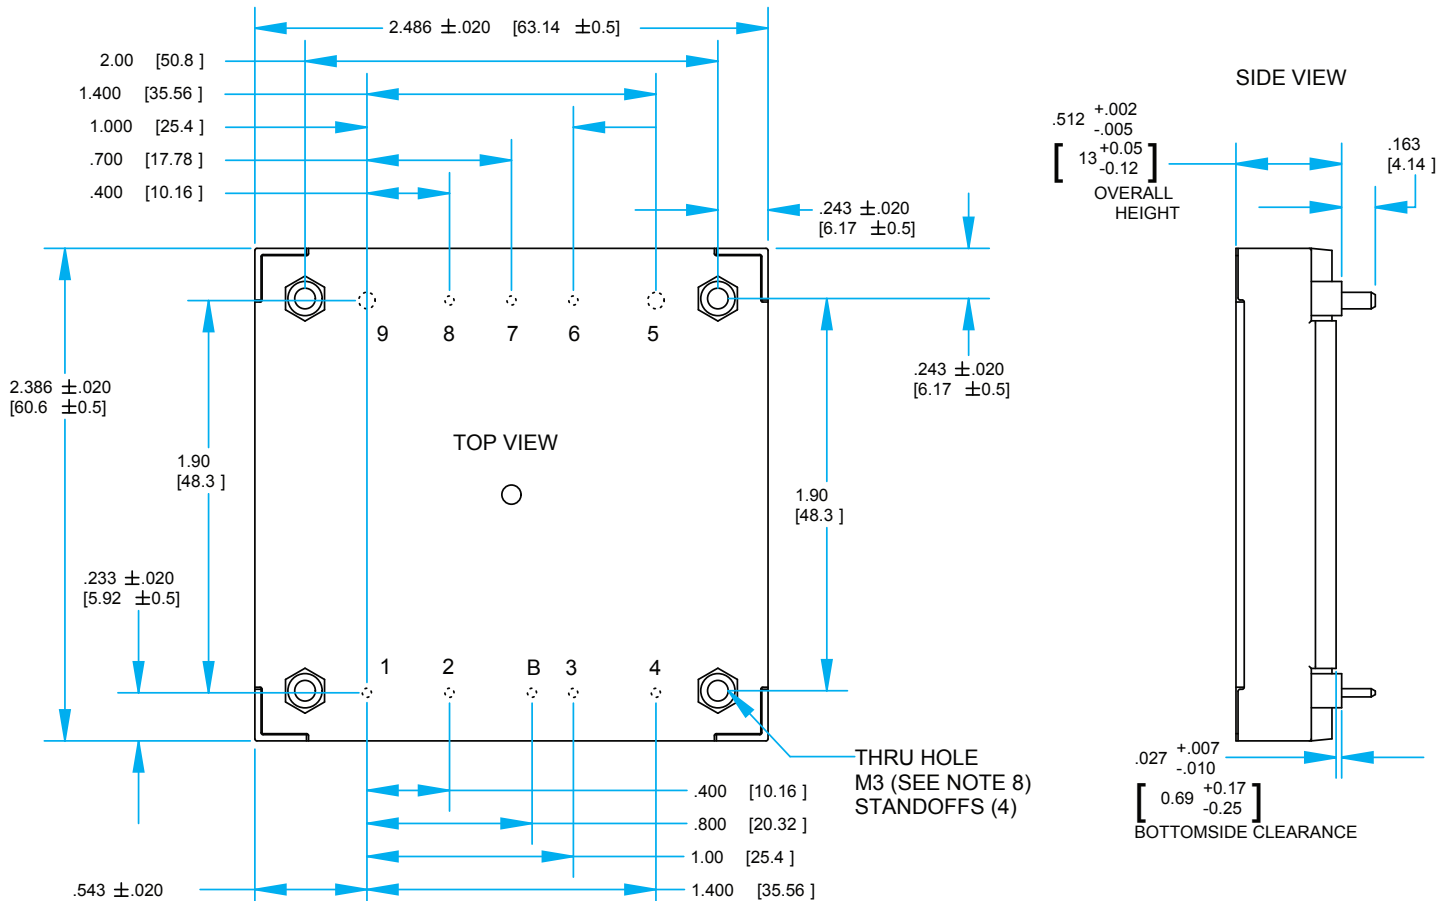 2.486 ±.020 [63.14 ±0.5]
2.00 [50.8 ]
1.400 [35.56 ]
1.000 [25.4 ]
.700 [17.78 ]
.400 [10.16 ]
.243 ±.020
[6.17 ±0.5]
SIDE VIEW
.512 +.002
-.005
[ 13 +0.05
-0.12 ]
OVERALL
HEIGHT
.163
[4.14 ]
9 8 7 6 5
2.386 ±.020
[60.6 ±0.5]
.243 ±.020
[6.17 ±0.5]
TOP VIEW
1.90
[48.3 ]
1.90
[48.3 ]
.233 ±.020
[5.92 ±0.5]
1 2 B 3 4
THRU HOLE
M3 (SEE NOTE 8)
STANDOFFS (4)
.027 +.007
-.010
[ 0.69 +0.17
-0.25 ]
BOTTOMSIDE CLEARANCE
.400 [10.16 ]
.800 [20.32 ]
1.00 [25.4 ]
.543 ±.020
1.400 [35.56 ]